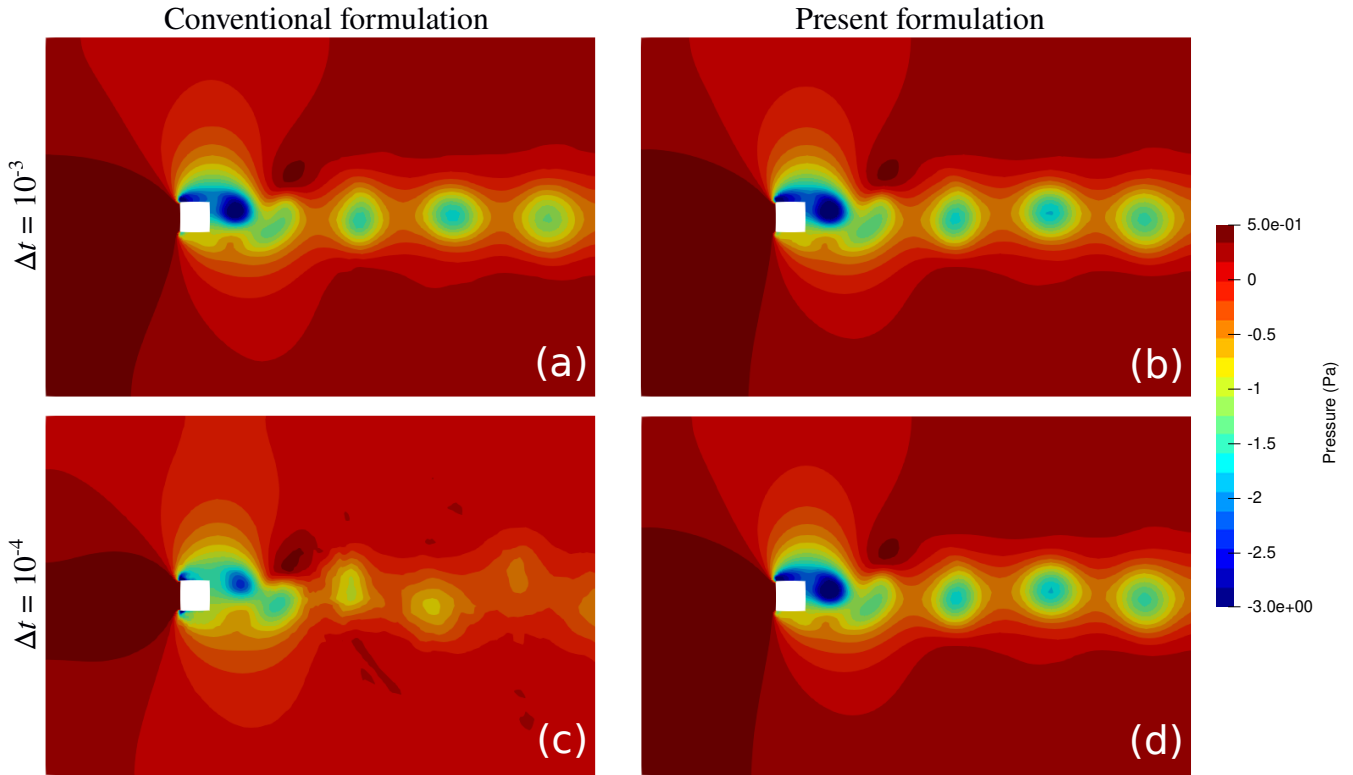 Conventional formulation
Present formulation
Δt = 10⁻³
(a)
(b)
Δt = 10⁻⁴
(c)
(d)
5.0e-01
0
-0.5
-1
-1.5
-2
-2.5
-3.0e+00
Pressure (Pa)